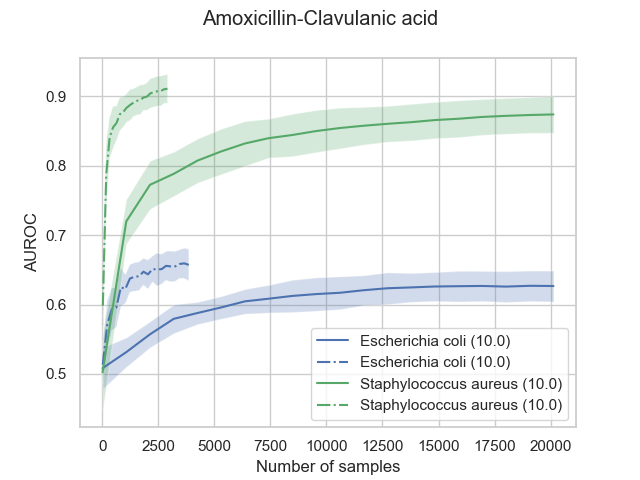 Amoxicillin-Clavulanic acid
AUROC
0.9
0.8
0.7
0.6
0.5
0 2500 5000 7500 10000 12500 15000 17500 20000
Number of samples
Escherichia coli (10.0)
Escherichia coli (10.0)
Staphylococcus aureus (10.0)
Staphylococcus aureus (10.0)